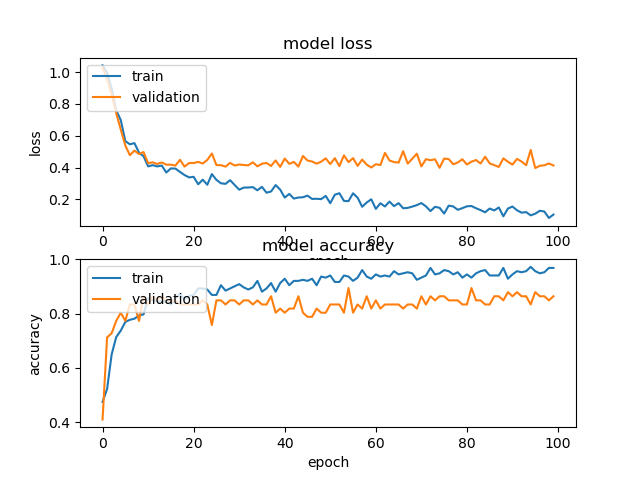 model loss
1.0
0.8
0.6
0.4
0.2
loss
train
validation
0 20 40 60 80 100
model accuracy
1.0
0.8
0.6
0.4
accuracy
train
validation
0 20 40 60 80 100
epoch